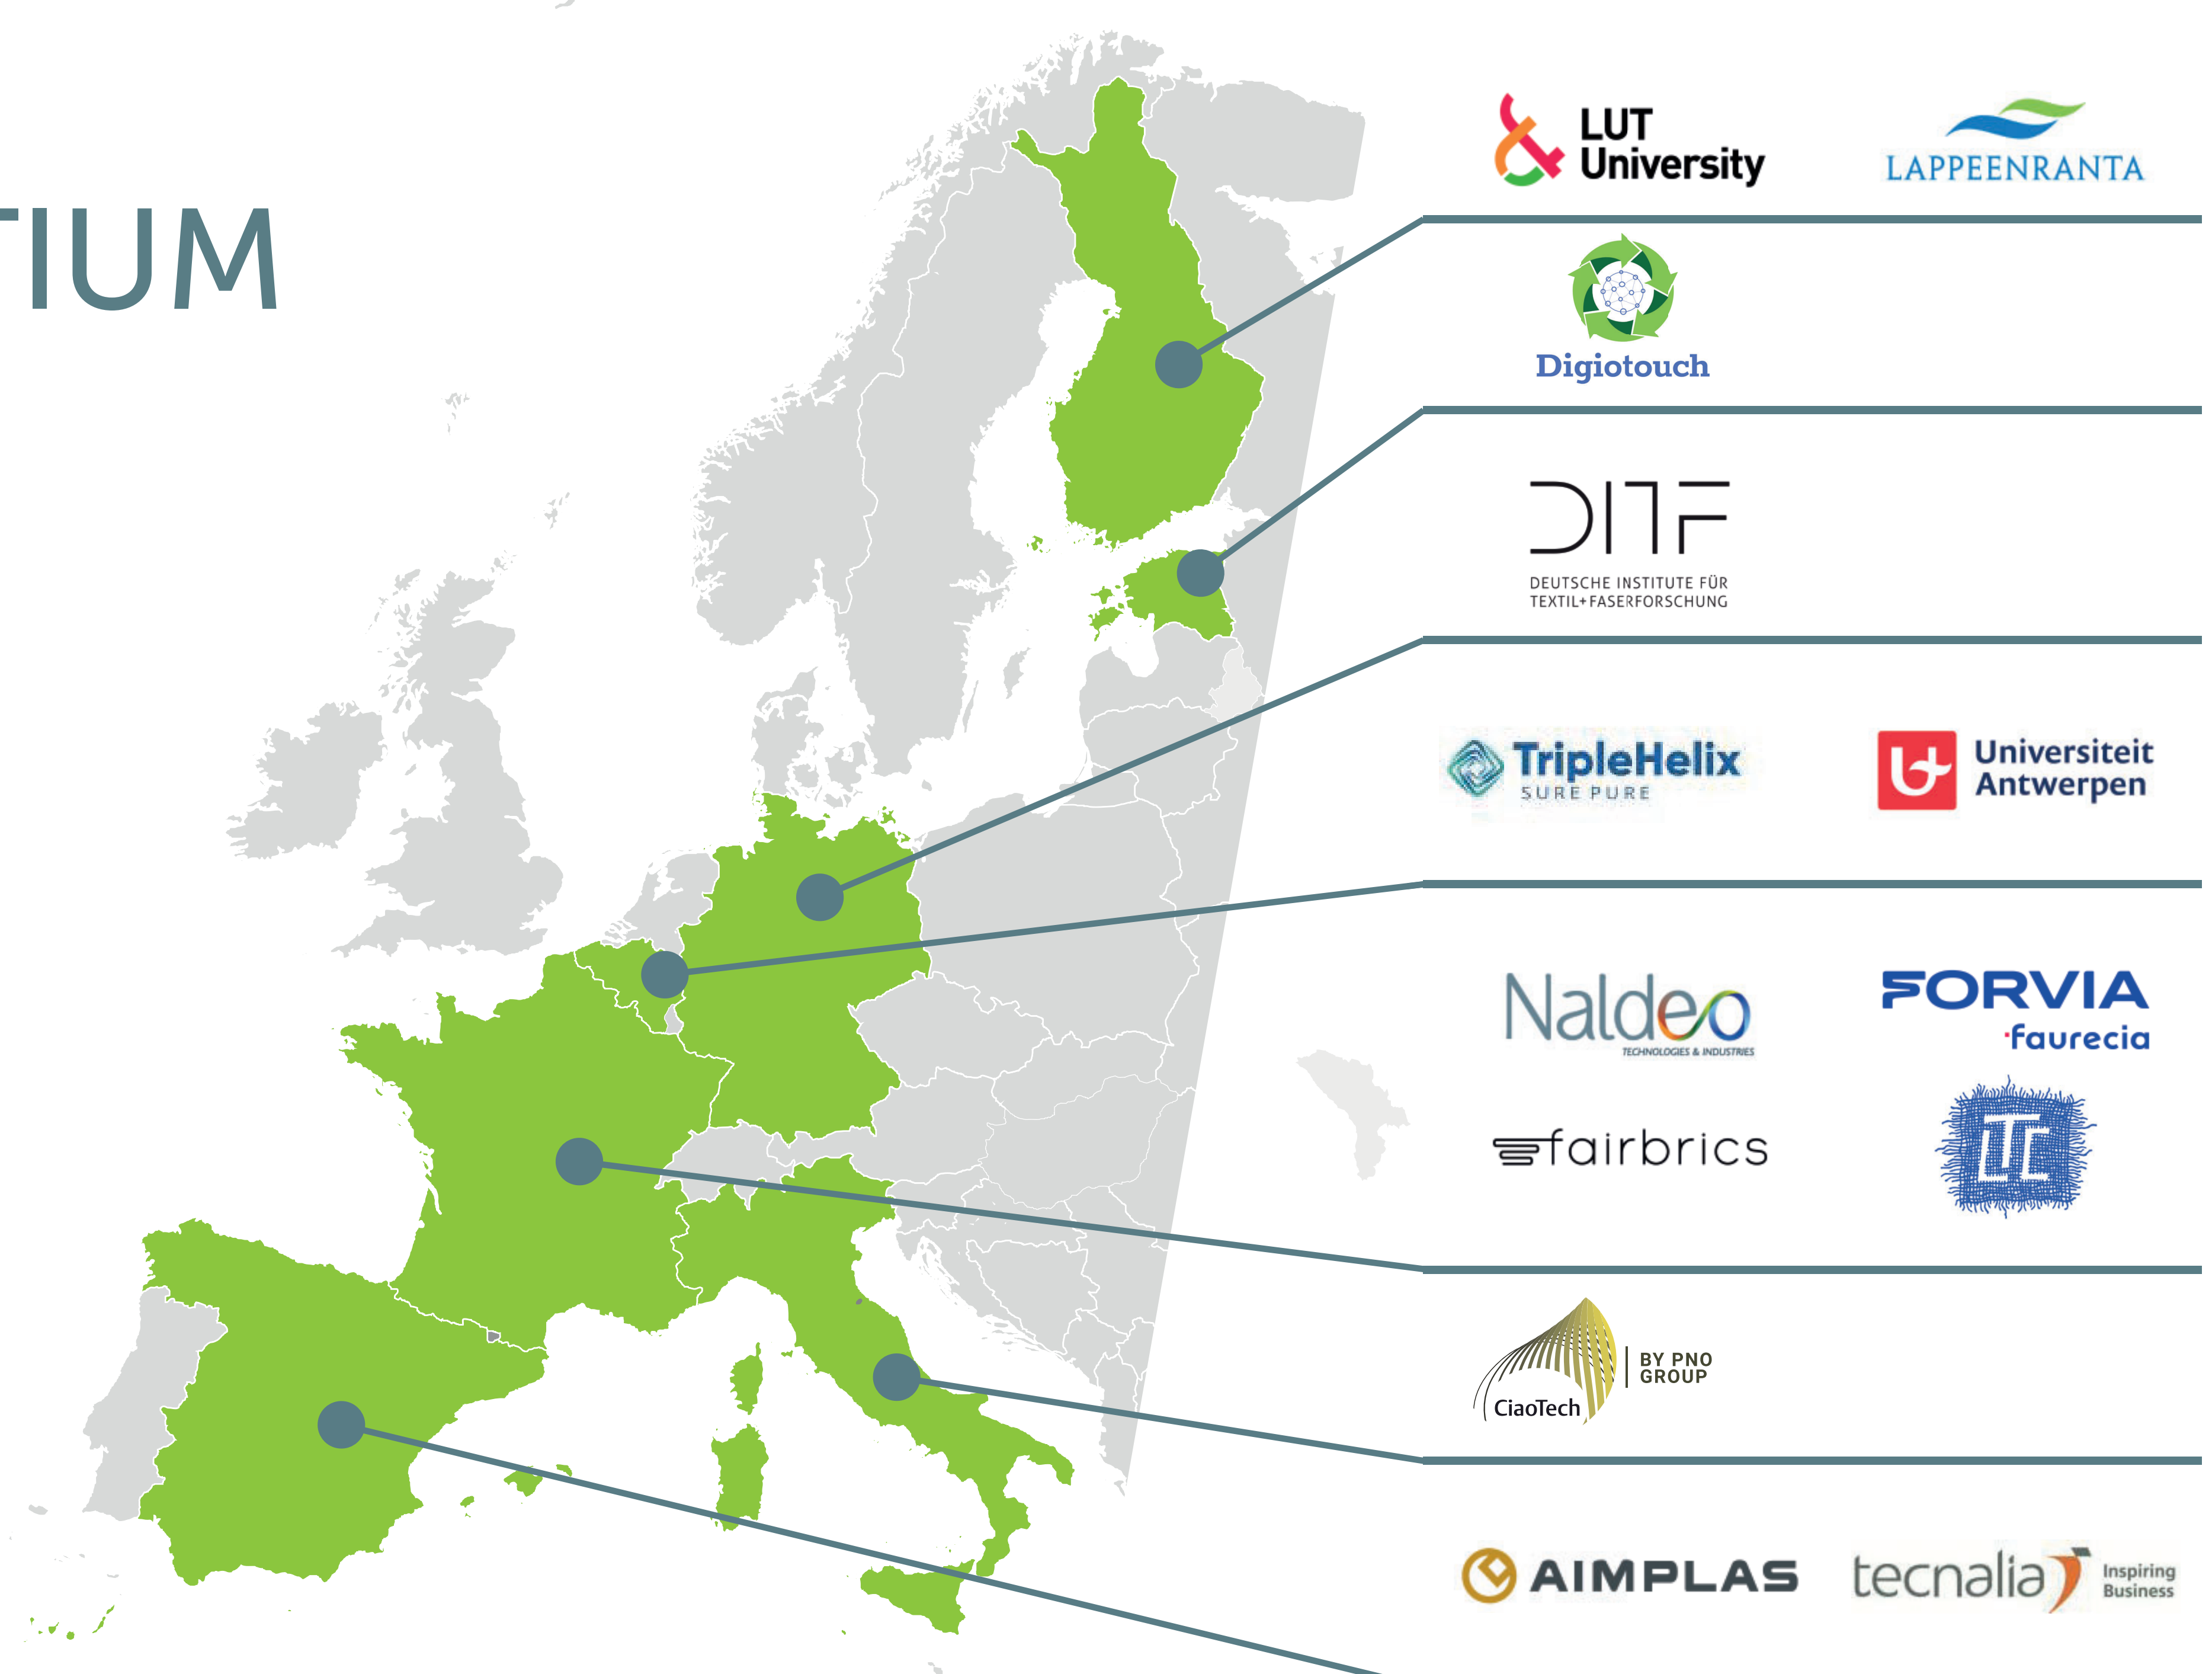 TIUM
LUT
University
LAPPEENRANTA
Digiotouch
DITF
DEUTSCHE INSTITUTE FÜR
TEXTIL+FASERFORSCHUNG
TripleHelix
SURE PURE
Universiteit
Antwerpen
Naldeo
TECHNOLOGIES & INDUSTRIES
FORVIA
faurecia
fairbrics
LTC
CiaoTech
BY PNO
GROUP
AIMPLAS
tecnalia
Inspiring
Business